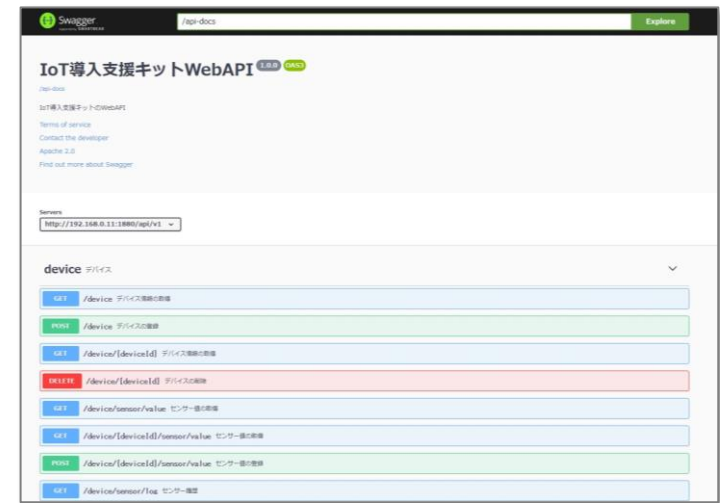 Swagger
/api-docs
Explore
IoT導入支援キットWebAPI 1.0.0 OAS3
/api-docs
IoT導入支援キットのWebAPI
Terms of service
Contact the developer
Apache 2.0
Find out more about Swagger
Servers
http://192.168.0.11:1880/api/v1
device デバイス
GET /device デバイス情報の取得
POST /device デバイスの登録
GET /device/{deviceId} デバイス情報の取得
DELETE /device/{deviceId} デバイスの削除
GET /device/sensor/value センサー値の取得
GET /device/{deviceId}/sensor/value センサー値の取得
POST /device/{deviceId}/sensor/value センサー値の登録
GET /device/sensor/log センサー履歴